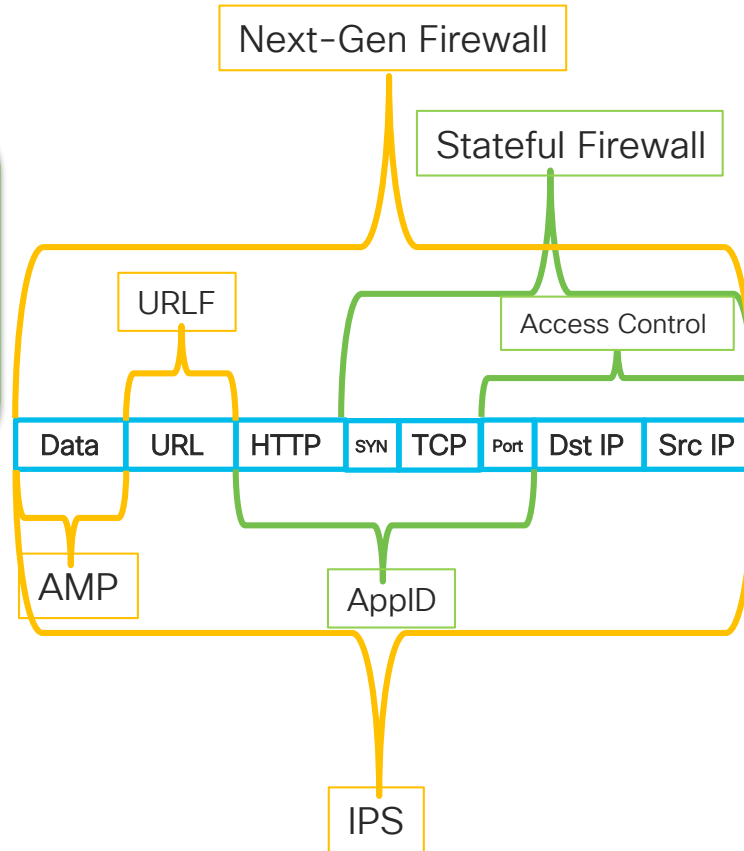 Next-Gen Firewall
Stateful Firewall
URLF
Access Control
Data URL HTTP SYN TCP Port Dst IP Src IP
AMP
AppID
IPS